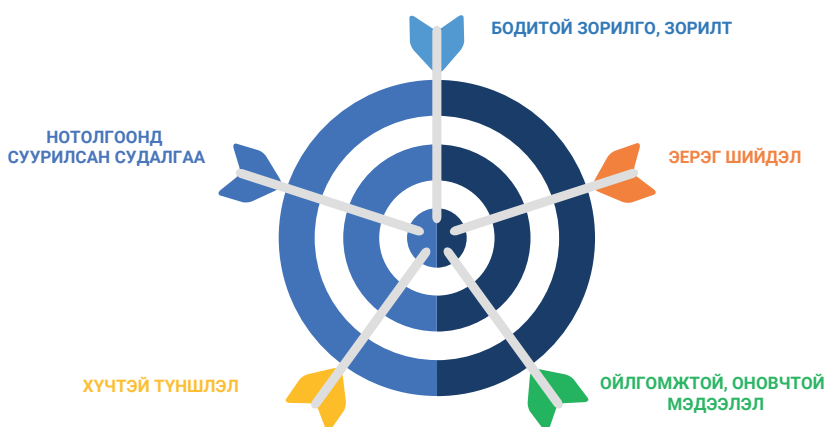 БОДИТОЙ ЗОРИЛГО, ЗОРИЛТ
НОТОЛГООНД
СУУРИЛСАН СУДАЛГАА
ЭЕРЭГ ШИЙДЭЛ
ХҮЧТЭЙ ТҮНШЛЭЛ
ОЙЛГОМЖТОЙ, ОНОВЧТОЙ
МЭДЭЭЛЭЛ